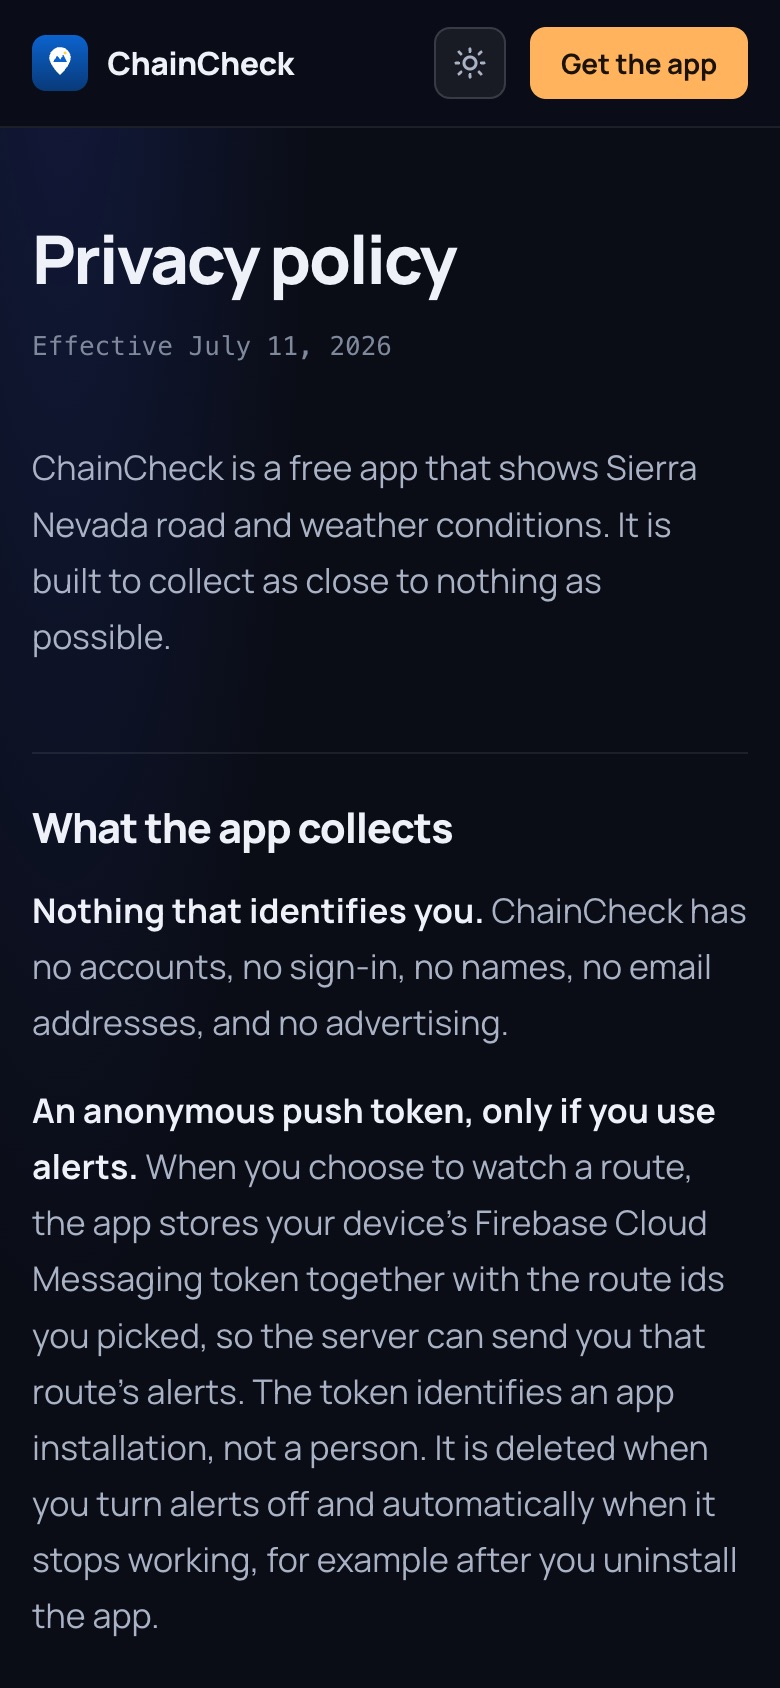 ChainCheck
Get the app
Privacy policy
Effective July 11, 2026
ChainCheck is a free app that shows Sierra
Nevada road and weather conditions. It is
built to collect as close to nothing as
possible.
What the app collects
Nothing that identifies you. ChainCheck has
no accounts, no sign-in, no names, no email
addresses, and no advertising.
An anonymous push token, only if you use
alerts. When you choose to watch a route,
the app stores your device’s Firebase Cloud
Messaging token together with the route ids
you picked, so the server can send you that
route’s alerts. The token identifies an app
installation, not a person. It is deleted when
you turn alerts off and automatically when it
stops working, for example after you uninstall
the app.